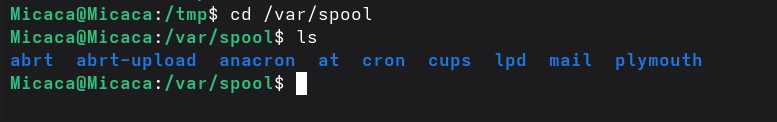 Micaca@Micaca:/tmp$ cd /var/spool
Micaca@Micaca:/var/spool$ ls
abrt  abrt-upload  anacron  at  cron  cups  lpd  mail  plymouth
Micaca@Micaca:/var/spool$